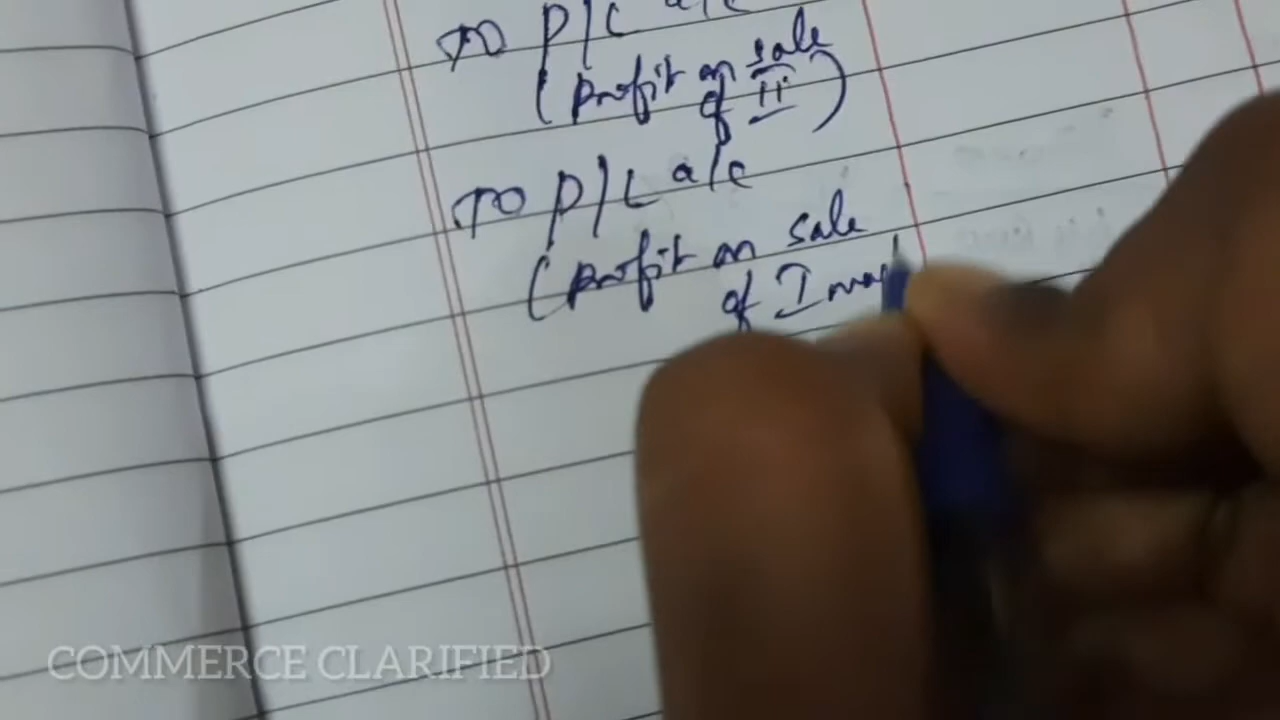 To P/L a/c
(Profit on sale
of II)
To P/L a/c
(Profit on sale
of
COMMERCE CLARIFIED